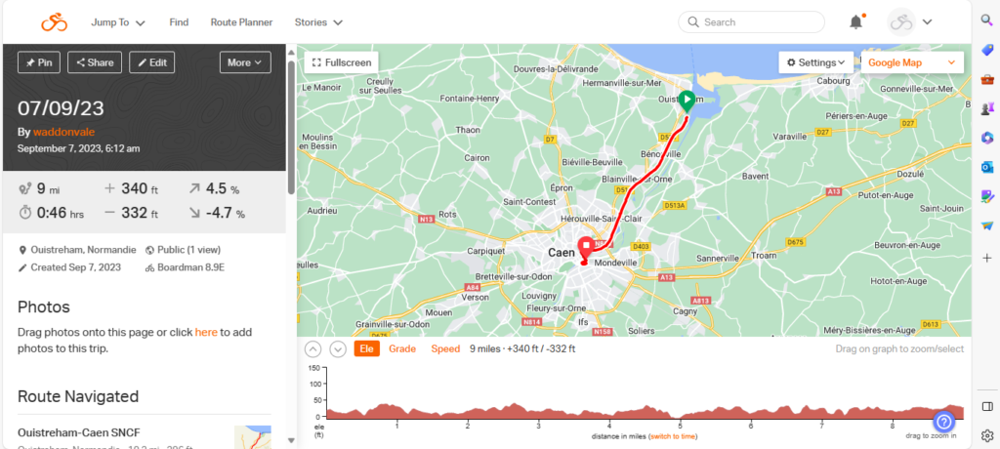 Jump To
Find
Route Planner
Stories
Search
Pin
Share
Edit
More
07/09/23
By waddonvale
September 7, 2023, 6:12 am
9 mi
+ 340 ft
4.5 %
0:46 hrs
− 332 ft
-4.7 %
Ouistreham, Normandie
Public (1 view)
Created Sep 7, 2023
Boardman 8.9E
Photos
Drag photos onto this page or click here to add
photos to this trip.
Route Navigated
Ouistreham-Caen SNCF
Fullscreen
Settings
Google Map
Douvres-la-Délivrande
Cabourg
Le Manoir
Creully
sur Seulles
Hermanville-sur-Mer
Gonneville-sur-Mer
Fontaine-Henry
Périers-en-Auge
D27
D27
Moulins
en Bessin
Thaon
D7
Varaville
Cairon
Bénouville
Biéville-Beuville
Blainville-sur-Orne
Bavent
Dozulé
Épron
Putot-en-Auge
Audrieu
Rots
N13
Saint-Contest
D513A
Saint-Jouin
Hérouville-Saint-Clair
D675
A13
Carpiquet
Caen
Mondeville
D403
Sannerville
Troarn
Beuvron-en-Auge
Bretteville-sur-Odon
A13
A84
Verson
Louvigny
A813
Hotot-en-Auge
Mouen
Fleury-sur-Orne
Cagny
Grainville-sur-Odon
N814
Ifs
N158
Soliers
D613
Méry-Bissières-en-Auge
Ele
Grade
Speed
9 miles · +340 ft / -332 ft
Drag on graph to zoom/select
150
100
50
0
ele
(ft)
1
2
3
4
5
6
7
8
distance in miles (switch to time)
drag to zoom in